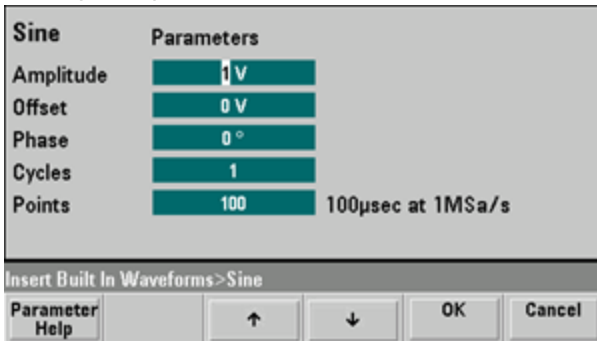 Sine Parameters
Amplitude 1 V
Offset 0 V
Phase 0 °
Cycles 1
Points 100 100µsec at 1MSa/s
Insert Built In Waveforms>Sine
Parameter Help ↑ ↓ OK Cancel